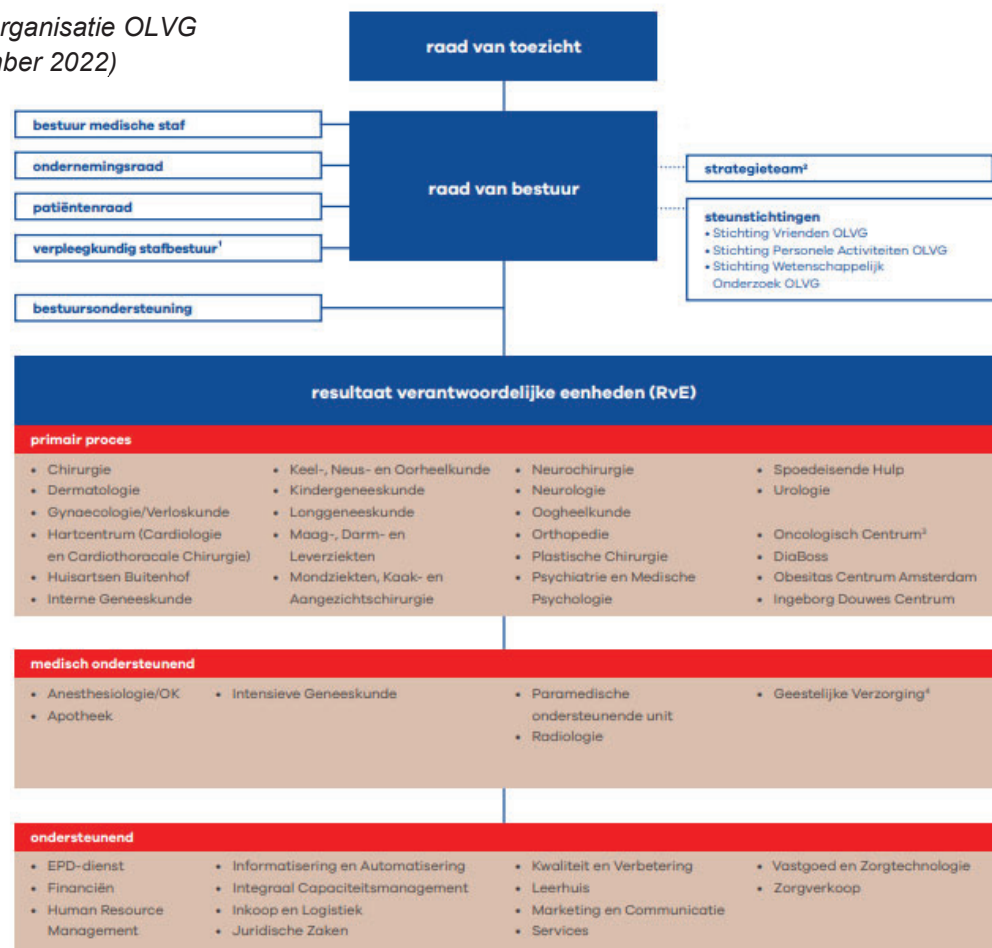 rganisatie OLVG
ber 2022)
raad van toezicht
bestuur medische staf
ondernemingsraad
patiëntenraad
verpleegkundig stafbestuur¹
bestuursondersteuning
raad van bestuur
strategieteam²
steunstichtingen
• Stichting Vrienden OLVG
• Stichting Personele Activiteiten OLVG
• Stichting Wetenschappelijk
Onderzoek OLVG
resultaat verantwoordelijke eenheden (RvE)
primair proces
• Chirurgie
• Dermatologie
• Gynaecologie/Verloskunde
• Hartcentrum (Cardiologie
en Cardiothoracale Chirurgie)
• Huisartsen Buitenhof
• Interne Geneeskunde
• Keel-, Neus- en Oorheelkunde
• Kindergeneeskunde
• Longgeneeskunde
• Maag-, Darm- en
Leverziekten
• Mondziekten, Kaak- en
Aangezichtschirurgie
• Neurochirurgie
• Neurologie
• Oogheelkunde
• Orthopedie
• Plastische Chirurgie
• Psychiatrie en Medische
Psychologie
• Spoedeisende Hulp
• Urologie
• Oncologisch Centrum³
• DiaBoss
• Obesitas Centrum Amsterdam
• Ingeborg Douwes Centrum
medisch ondersteunend
• Anesthesiologie/OK
• Apotheek
• Intensieve Geneeskunde
• Paramedische
ondersteunende unit
• Radiologie
• Geestelijke Verzorging⁴
ondersteunend
• EPD-dienst
• Financiën
• Human Resource
Management
• Informatisering en Automatisering
• Integraal Capaciteitsmanagement
• Inkoop en Logistiek
• Juridische Zaken
• Kwaliteit en Verbetering
• Leerhuis
• Marketing en Communicatie
• Services
• Vastgoed en Zorgtechnologie
• Zorgverkoop